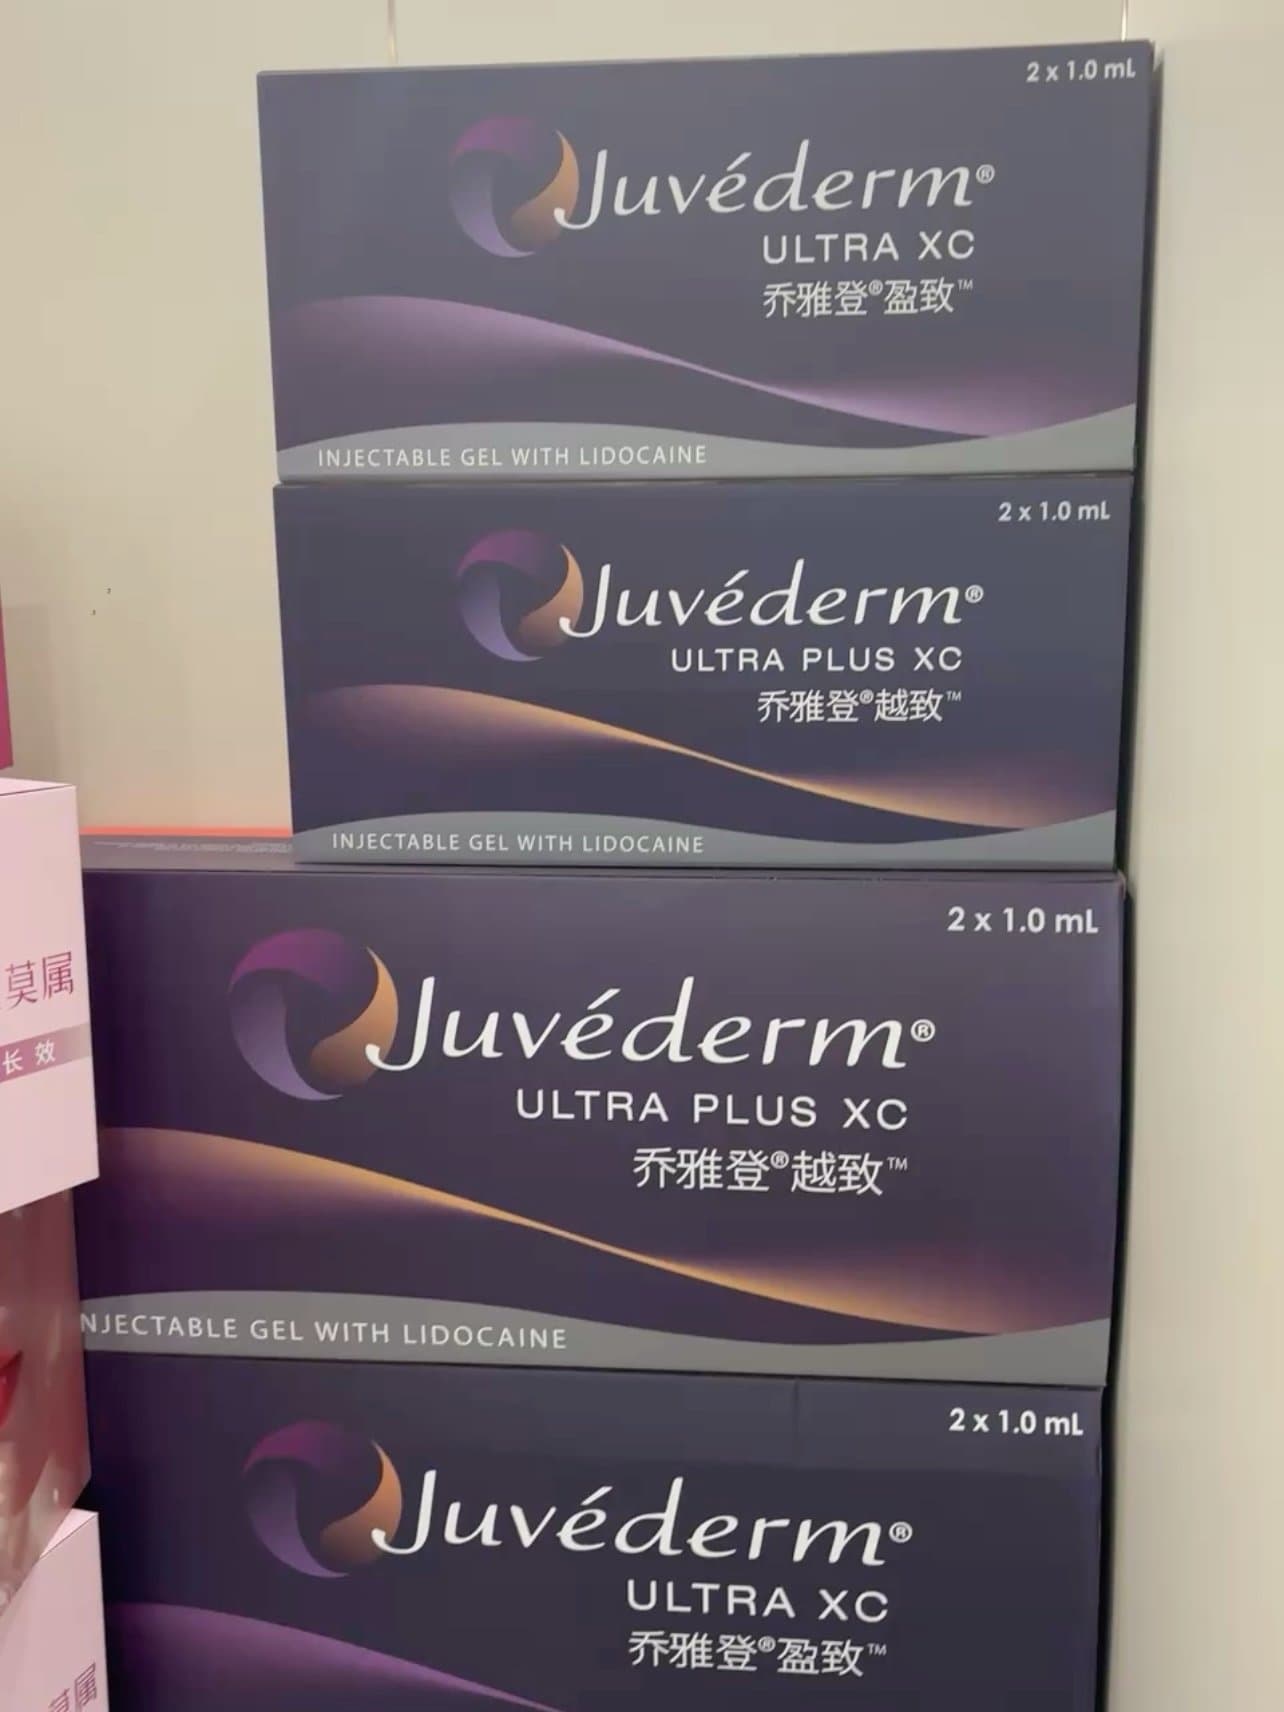 2 x 1.0 mL
Juvéderm®
ULTRA XC
乔雅登®盈致™
INJECTABLE GEL WITH LIDOCAINE
2 x 1.0 mL
Juvéderm®
ULTRA PLUS XC
乔雅登®越致™
INJECTABLE GEL WITH LIDOCAINE
2 x 1.0 mL
Juvéderm®
ULTRA PLUS XC
乔雅登®越致™
NJECTABLE GEL WITH LIDOCAINE
2 x 1.0 mL
Juvéderm®
ULTRA XC
乔雅登®盈致™
莫属
长效
莫属